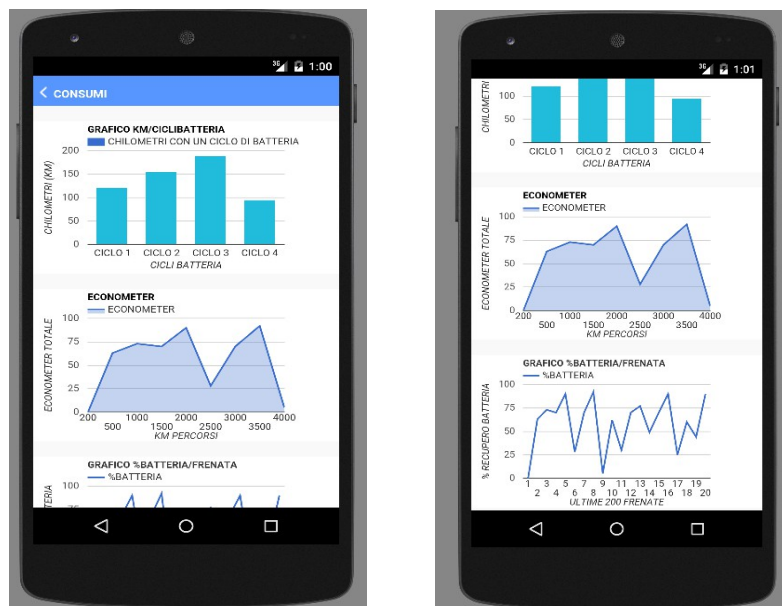 3G 1:00
CONSUMI
GRAFICO KM/CICLIBATTERIA
CHILOMETRI CON UN CICLO DI BATTERIA
CHILOMETRI (KM)
200
150
100
50
0
CICLO 1 CICLO 2 CICLO 3 CICLO 4
CICLI BATTERIA
ECONOMETER
ECONOMETER
ECONOMETER TOTALE
100
75
50
25
0
200 1000 2000 3000 4000
500 1500 2500 3500
KM PERCORSI
GRAFICO %BATTERIA/FRENATA
%BATTERIA
100
3G 1:01
CHILOMETRI
100
50
0
CICLO 1 CICLO 2 CICLO 3 CICLO 4
CICLI BATTERIA
ECONOMETER
ECONOMETER
ECONOMETER TOTALE
100
75
50
25
0
200 1000 2000 3000 4000
500 1500 2500 3500
KM PERCORSI
GRAFICO %BATTERIA/FRENATA
%BATTERIA
% RECUPERO BATTERIA
100
75
50
25
0
1 3 5 7 9 11 13 15 17 19
2 4 6 8 10 12 14 16 18 20
ULTIME 200 FRENATE